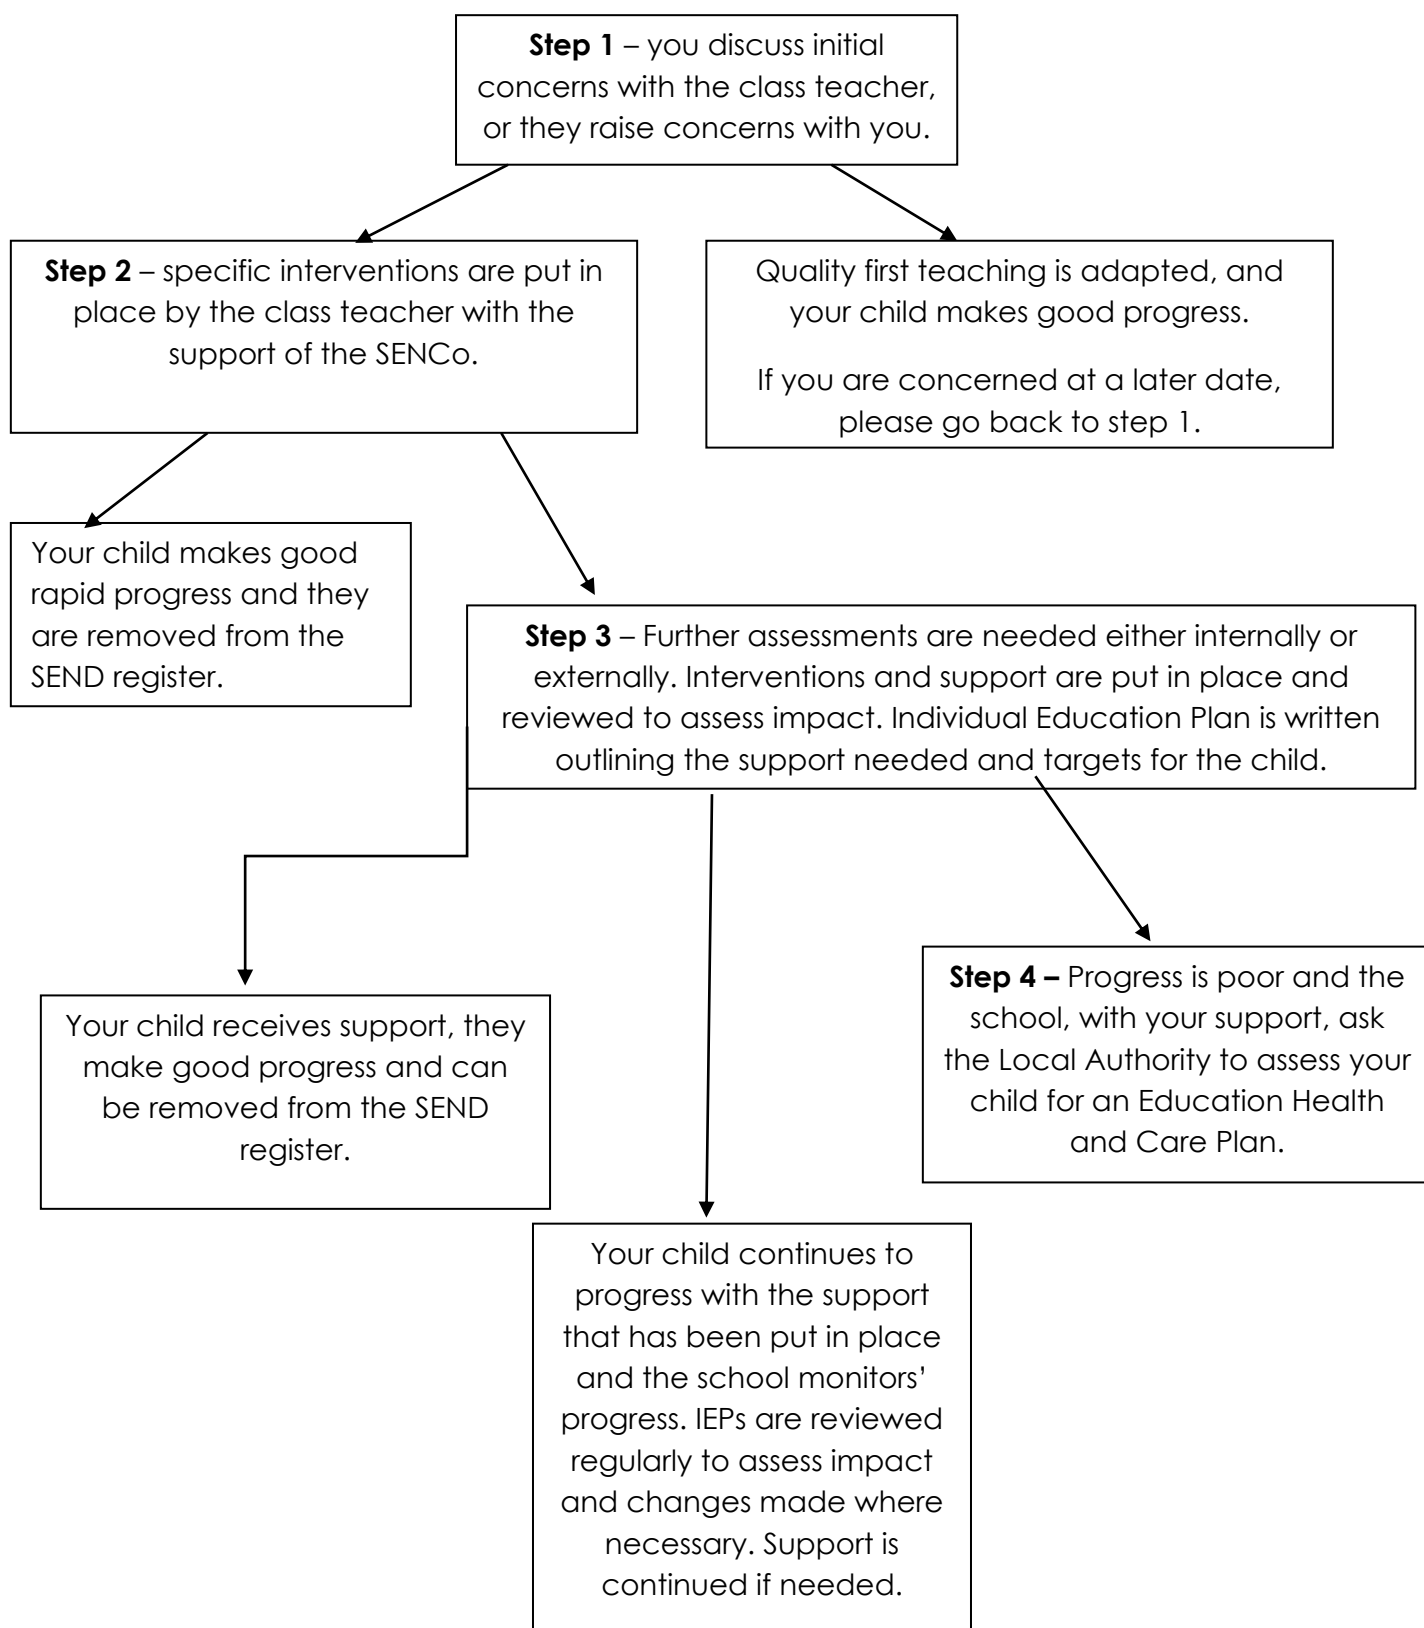 Step 1 – you discuss initial
concerns with the class teacher,
or they raise concerns with you.
Step 2 – specific interventions are put in
place by the class teacher with the
support of the SENCo.
Quality first teaching is adapted, and
your child makes good progress.
If you are concerned at a later date,
please go back to step 1.
Your child makes good
rapid progress and they
are removed from the
SEND register.
Step 3 – Further assessments are needed either internally or
externally. Interventions and support are put in place and
reviewed to assess impact. Individual Education Plan is written
outlining the support needed and targets for the child.
Your child receives support, they
make good progress and can
be removed from the SEND
register.
Step 4 – Progress is poor and the
school, with your support, ask
the Local Authority to assess your
child for an Education Health
and Care Plan.
Your child continues to
progress with the support
that has been put in place
and the school monitors’
progress. IEPs are reviewed
regularly to assess impact
and changes made where
necessary. Support is
continued if needed.